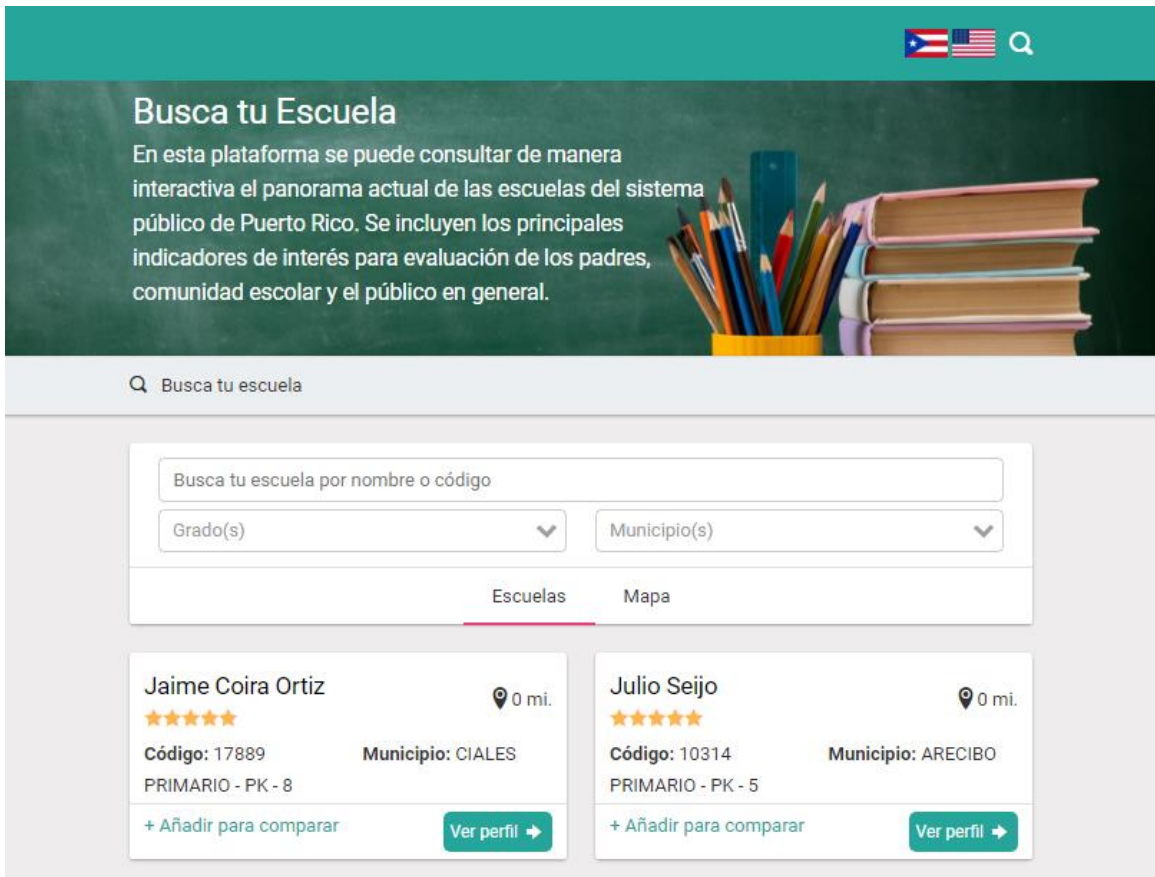 Busca tu Escuela
En esta plataforma se puede consultar de manera
interactiva el panorama actual de las escuelas del sistema
público de Puerto Rico. Se incluyen los principales
indicadores de interés para evaluación de los padres,
comunidad escolar y el público en general.
Busca tu escuela
Busca tu escuela por nombre o código
Grado(s)
Municipio(s)
Escuelas
Mapa
Jaime Coira Ortiz
0 mi.
Código: 17889
Municipio: CIALES
PRIMARIO - PK - 8
+ Añadir para comparar
Ver perfil
Julio Seijo
0 mi.
Código: 10314
Municipio: ARECIBO
PRIMARIO - PK - 5
+ Añadir para comparar
Ver perfil